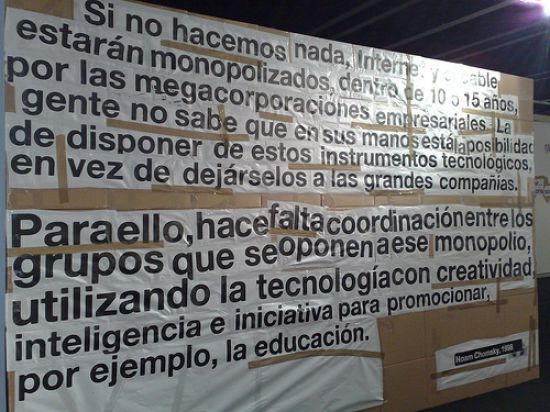 Si no hacemos nada, Internet y el cable
estarán monopolizados, dentro de 10 o 15 años,
por las megacorporaciones empresariales. La
gente no sabe que en sus manos está la posibilidad
de disponer de estos instrumentos tecnológicos,
en vez de dejárselos a las grandes compañías.
Para ello, hace falta coordinación entre los
grupos que se oponen a ese monopolio,
utilizando la tecnología con creatividad,
inteligencia e iniciativa para promocionar,
por ejemplo, la educación.
Noam Chomsky, 1998